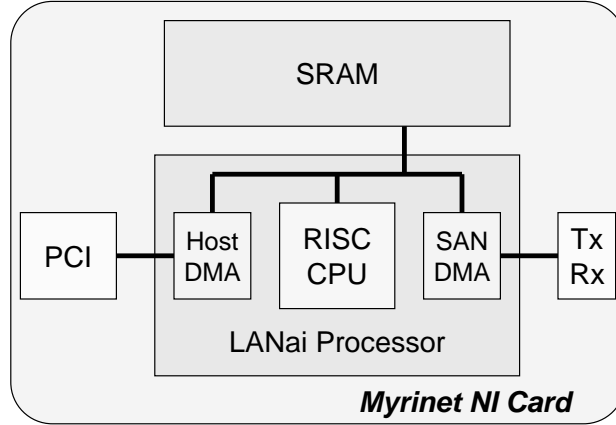 SRAM
PCI
Host
DMA
RISC
CPU
SAN
DMA
Tx
Rx
LANai Processor
Myrinet NI Card